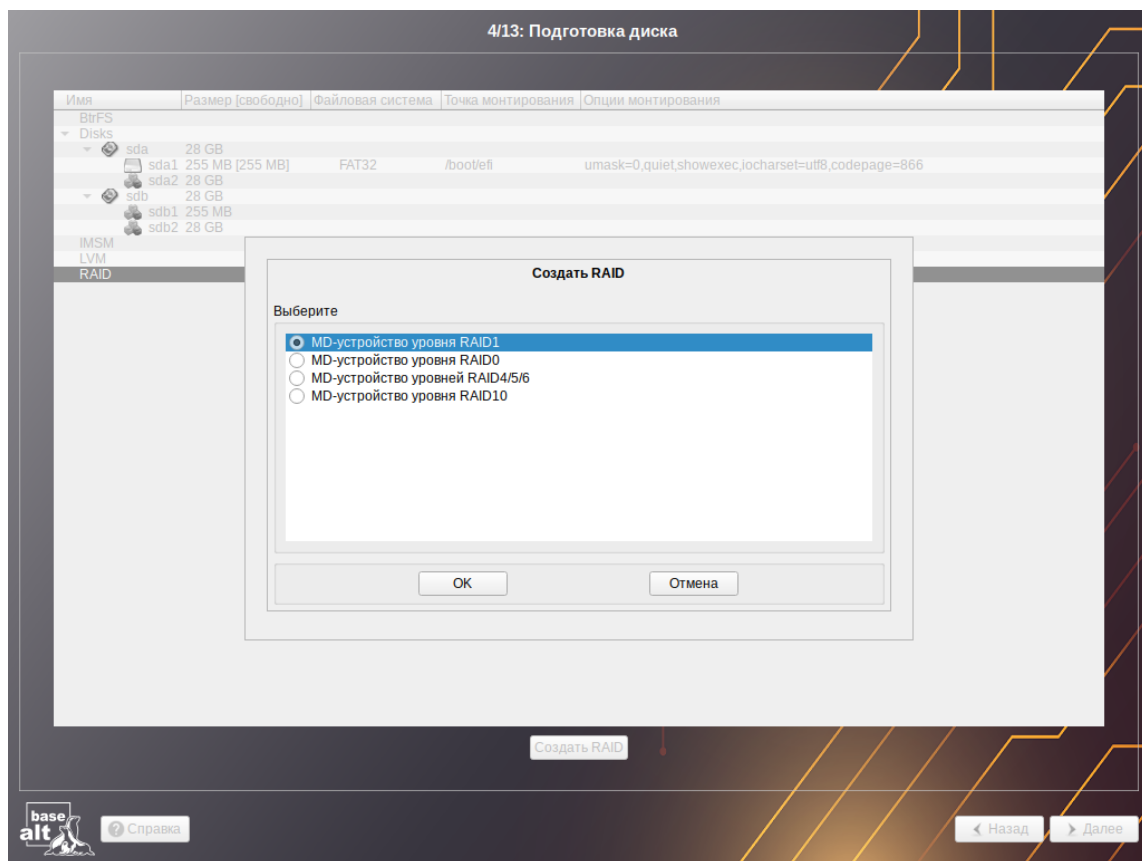 4/13: Подготовка диска
Имя Размер [свободно] Файловая система Точка монтирования Опции монтирования
BtrFS
Disks
sda 28 GB
sda1 255 MB [255 MB] FAT32 /boot/efi umask=0,quiet,showexec,iocharset=utf8,codepage=866
sda2 28 GB
sdb 28 GB
sdb1 255 MB
sdb2 28 GB
IMSM
LVM
RAID
Создать RAID
Выберите
MD-устройство уровня RAID1
MD-устройство уровня RAID0
MD-устройство уровней RAID4/5/6
MD-устройство уровня RAID10
OK Отмена
Создать RAID
base
alt
Справка Назад Далее